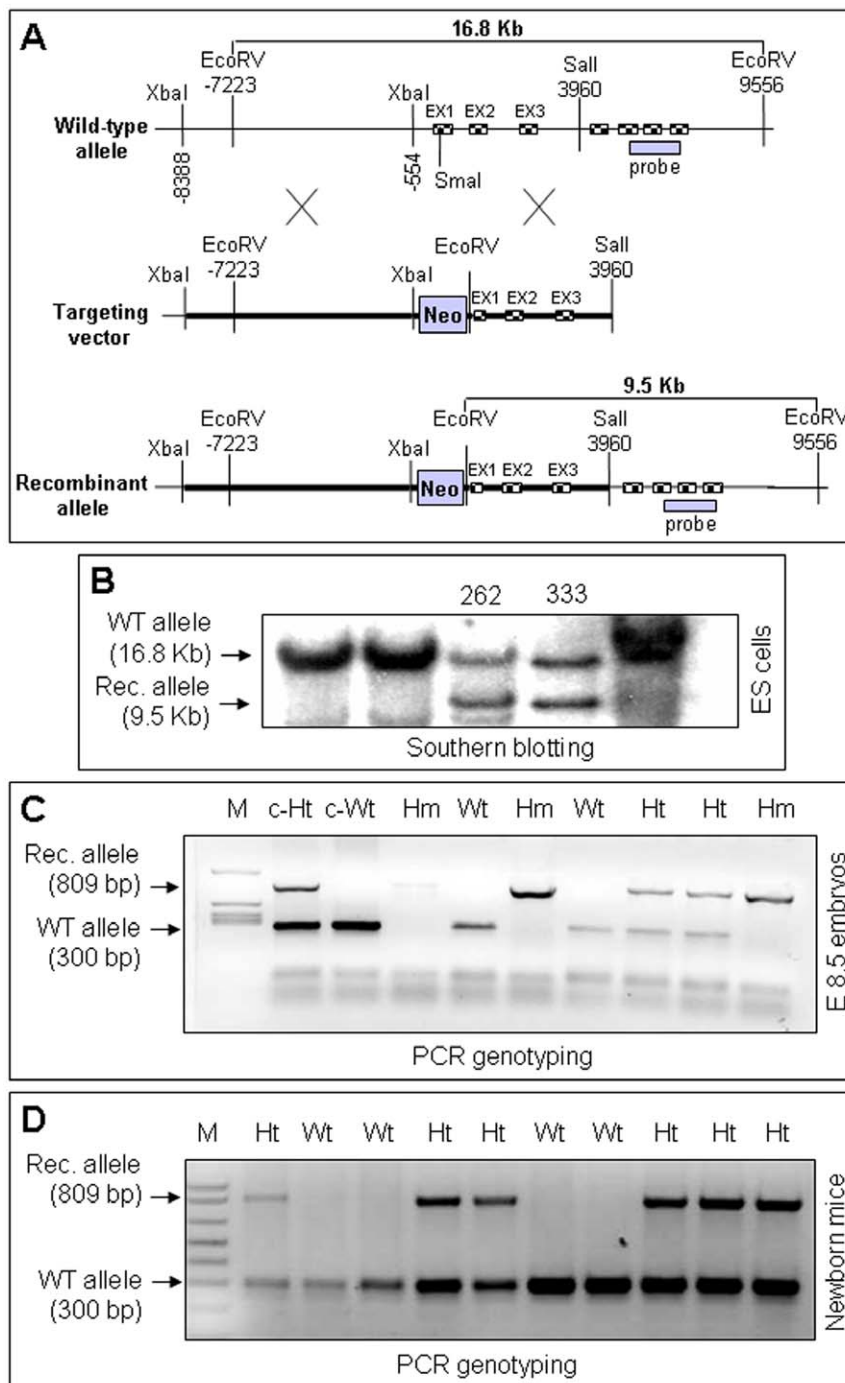 A
16.8 Kb
EcoRV
-7223
SalI
3960
EcoRV
9556
XbaI
XbaI
EX1 EX2 EX3
Wild-type
allele
-8388
-554
SmaI
probe
EcoRV
-7223
EcoRV
SalI
3960
XbaI
XbaI
EX1 EX2 EX3
Targeting
vector
Neo
9.5 Kb
EcoRV
-7223
EcoRV
SalI
3960
EcoRV
9556
XbaI
XbaI
EX1 EX2 EX3
Recombinant
allele
Neo
probe
B
262 333
WT allele
(16.8 Kb)
Rec. allele
(9.5 Kb)
ES cells
Southern blotting
C
M c-Ht c-Wt Hm Wt Hm Wt Ht Ht Hm
Rec. allele
(809 bp)
WT allele
(300 bp)
E 8.5 embryos
PCR genotyping
D
M Ht Wt Wt Ht Ht Wt Wt Ht Ht Ht
Rec. allele
(809 bp)
WT allele
(300 bp)
Newborn mice
PCR genotyping